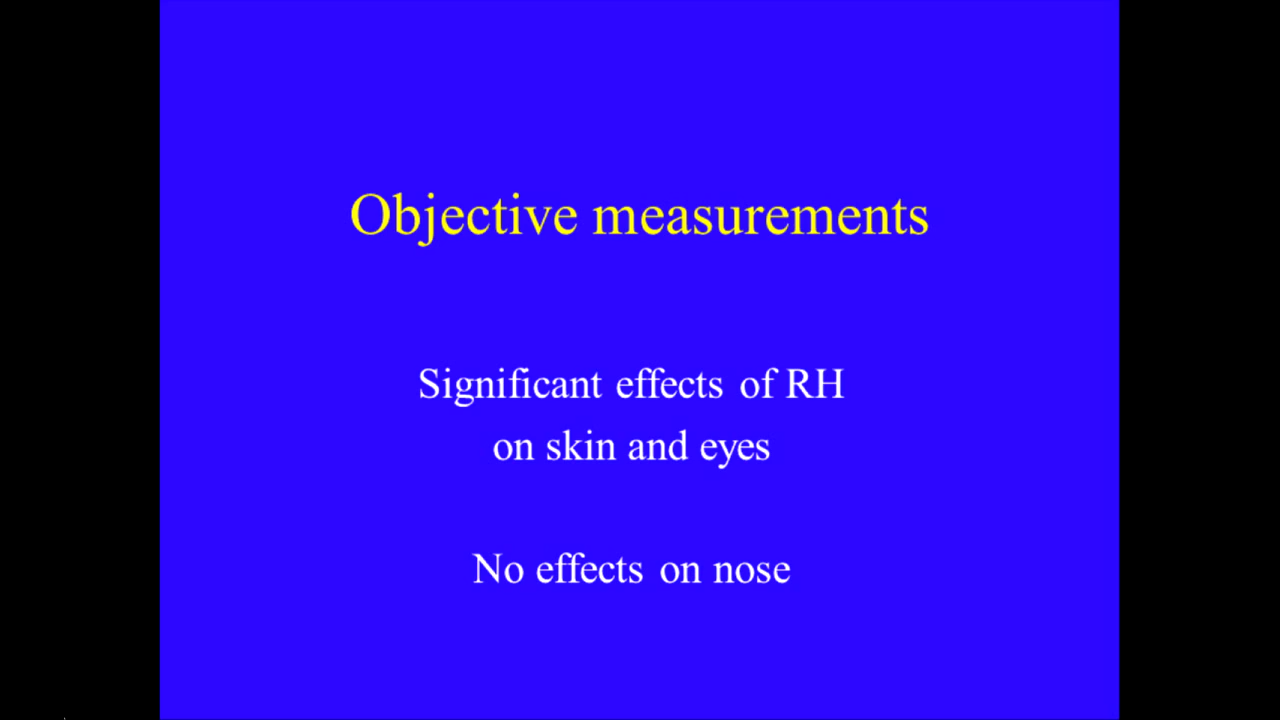 Objective measurements
Significant effects of RH
on skin and eyes
No effects on nose